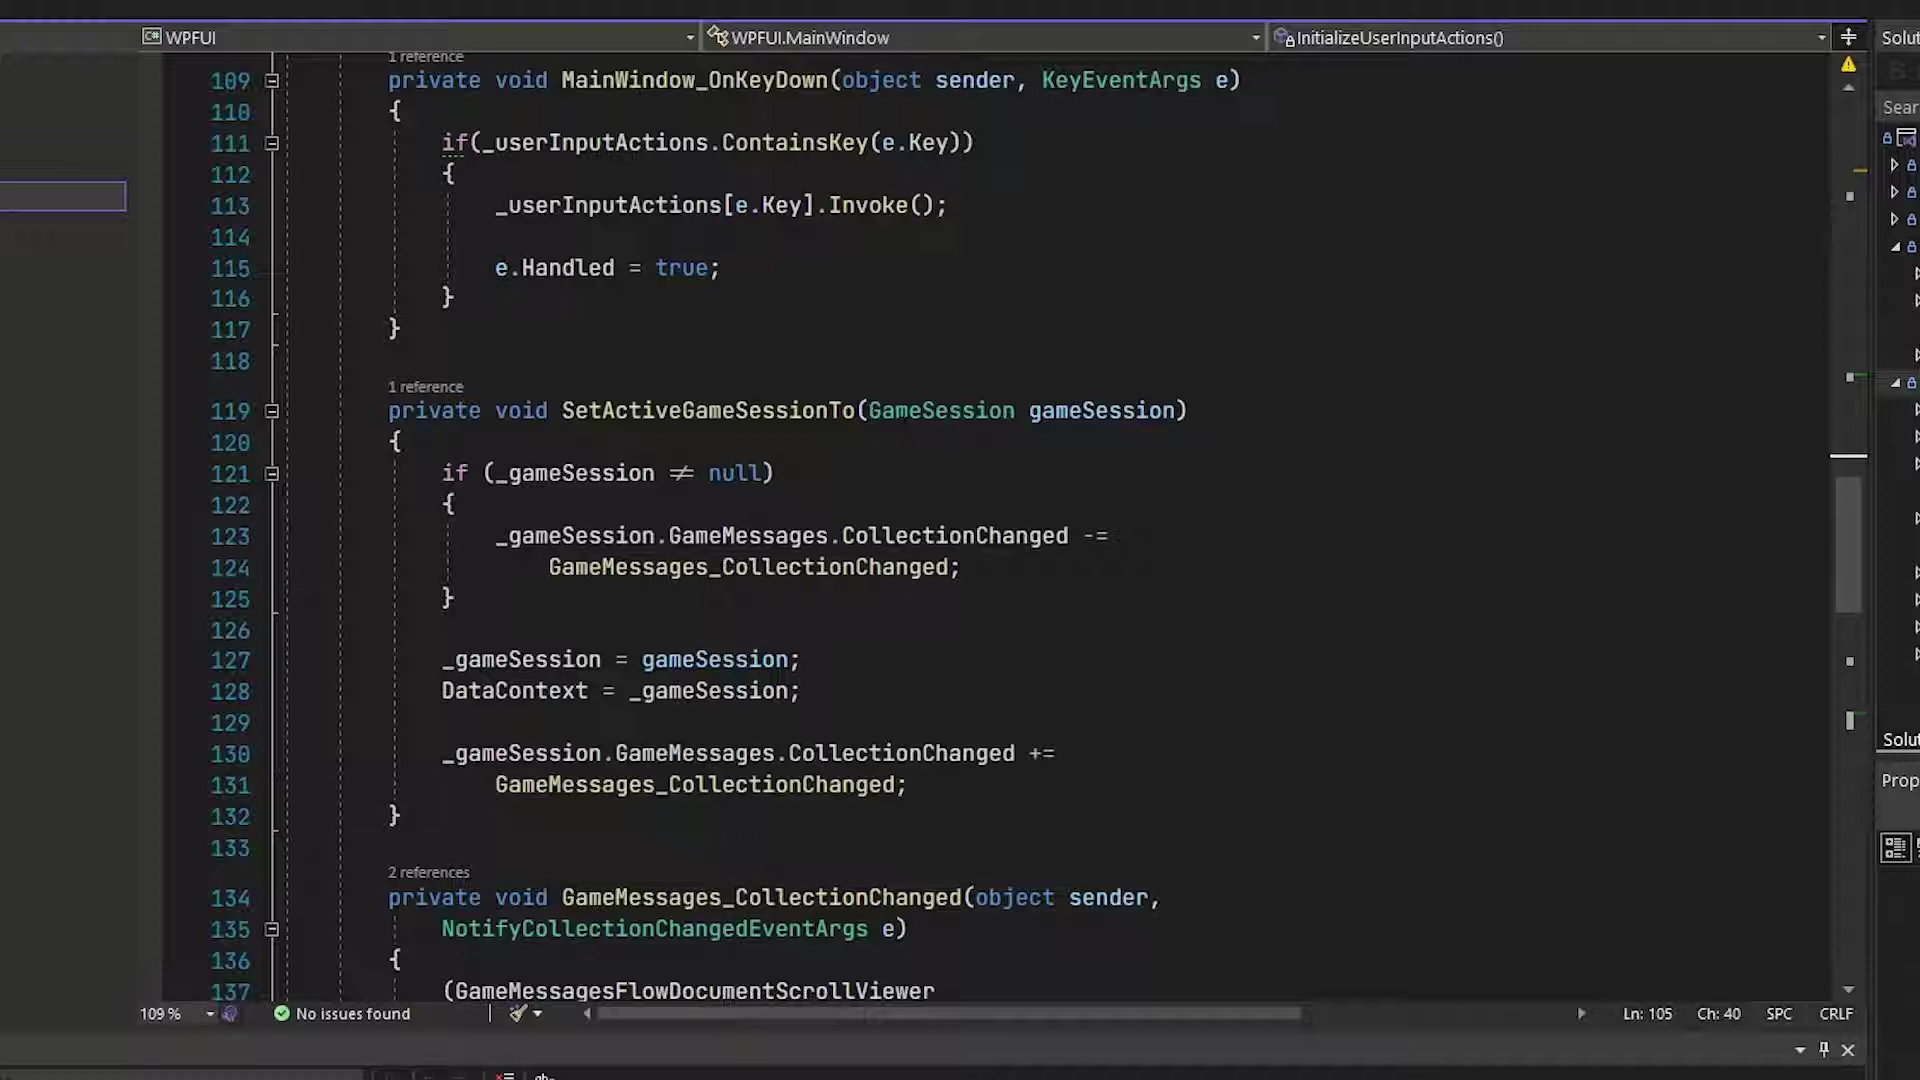 WPFUI
WPFUI.MainWindow
InitializeUserInputActions()
Solut
1 reference
109 private void MainWindow_OnKeyDown(object sender, KeyEventArgs e)
110 {
111 if(_userInputActions.ContainsKey(e.Key))
112 {
113 _userInputActions[e.Key].Invoke();
114
115 e.Handled = true;
116 }
117 }
118
1 reference
119 private void SetActiveGameSessionTo(GameSession gameSession)
120 {
121 if (_gameSession ≠ null)
122 {
123 _gameSession.GameMessages.CollectionChanged -=
124 GameMessages_CollectionChanged;
125 }
126
127 _gameSession = gameSession;
128 DataContext = _gameSession;
129
130 _gameSession.GameMessages.CollectionChanged +=
131 GameMessages_CollectionChanged;
132 }
133
2 references
134 private void GameMessages_CollectionChanged(object sender,
135 NotifyCollectionChangedEventArgs e)
136 {
137 (GameMessagesFlowDocumentScrollViewer
Sear
Solut
Prop
109 %
No issues found
Ln: 105
Ch: 40
SPC
CRLF